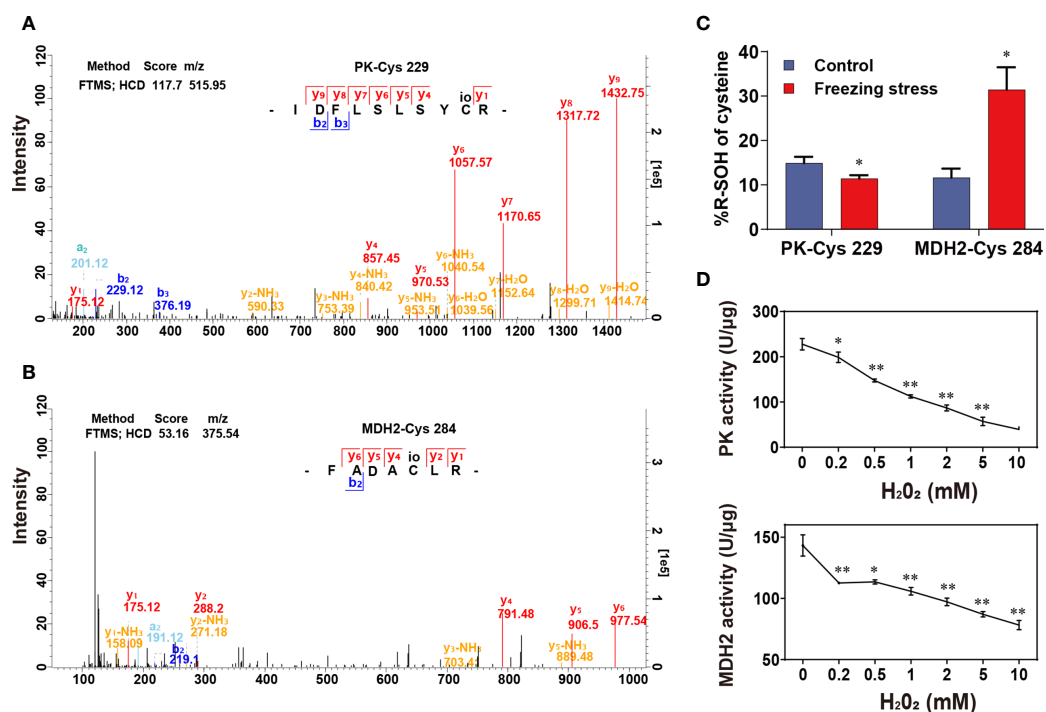 A
Intensity
120
100
80
60
40
20
0
Method Score m/z
FTMS; HCD 117.7 515.95
PK-Cys 229
y₉ y₈ y₇ y₆ y₅ y₄ io y₁
- I D F L S L S Y C R -
b₂ b₃
y₉
1432.75
y₈
1317.72
y₆
1057.57
y₇
1170.65
a₂
201.12
y₁
175.12
b₂
229.12
b₃
376.19
y₂-NH₃
590.33
y₃-NH₃
753.39
y₄
857.45
y₄-NH₃
840.42
y₅
970.53
y₅-NH₃
953.51
y₆-NH₃
1040.54
y₆-H₂O
1039.56
y₇-H₂O
1152.64
y₈-H₂O
1299.71
y₉-H₂O
1414.74
2
1
0
[1e5]
200 400 600 800 1000 1200 1400
B
Intensity
120
100
80
60
40
20
0
Method Score m/z
FTMS; HCD 53.16 375.54
MDH2-Cys 284
y₆ y₅ y₄ io y₂ y₁
- F A D A C L R -
b₂
y₁
175.12
y₁-NH₃
158.09
a₂
191.12
b₂
219.1
y₂
288.2
y₂-NH₃
271.18
y₃-NH₃
703.41
y₄
791.48
y₅
906.5
y₅-NH₃
889.48
y₆
977.54
3
2
1
0
[1e5]
100 200 300 400 500 600 700 800 900 1000
C
%R-SOH of cysteine
40
30
20
10
0
Control
Freezing stress
*
*
PK-Cys 229 MDH2-Cys 284
D
PK activity (U/μg)
300
200
100
0
* ** ** ** **
0 0.2 0.5 1 2 5 10
H₂0₂ (mM)
MDH2 activity (U/μg)
150
100
50
** * ** ** ** **
0 0.2 0.5 1 2 5 10
H₂0₂ (mM)